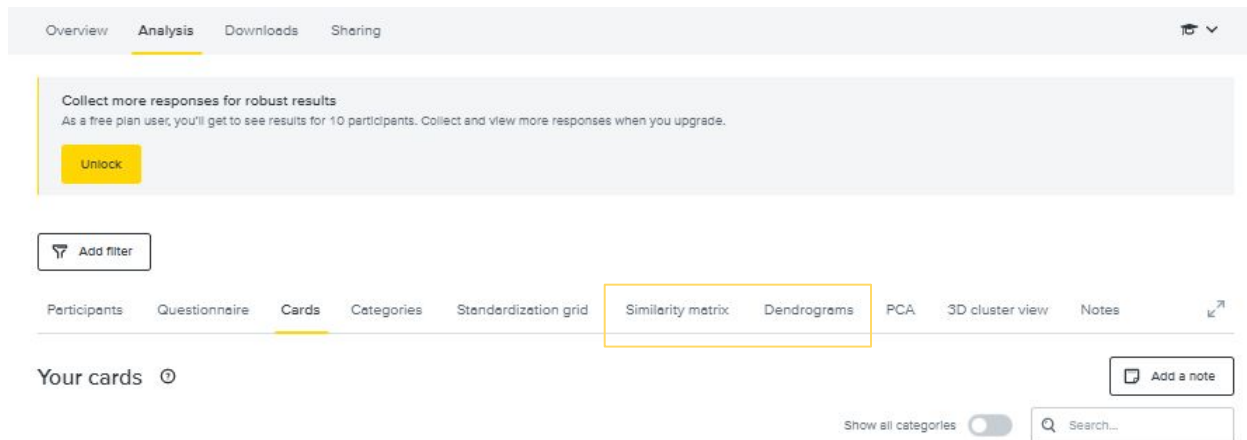 Overview Analysis Downloads Sharing
Collect more responses for robust results
As a free plan user, you'll get to see results for 10 participants. Collect and view more responses when you upgrade.
Unlock
Add filter
Participants Questionnaire Cards Categories Standardization grid Similarity matrix Dendrograms PCA 3D cluster view Notes
Your cards
Add a note
Show all categories Search...